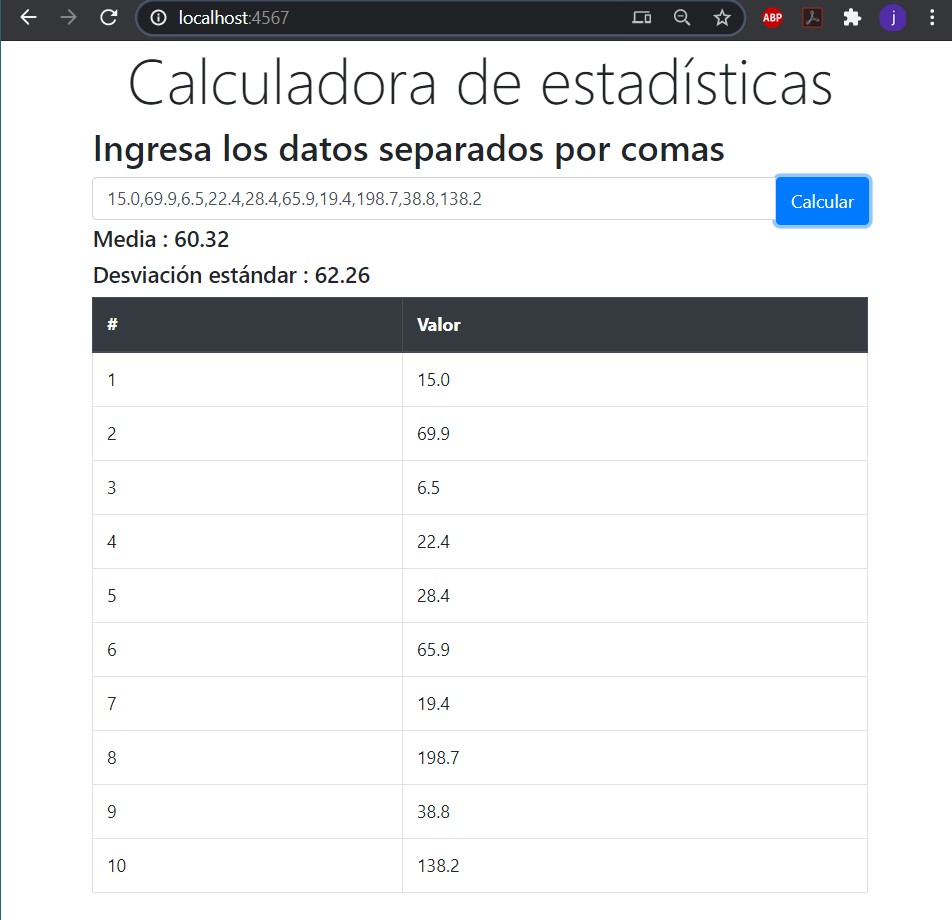 localhost:4567
ABP
j
Calculadora de estadísticas
Ingresa los datos separados por comas
15.0,69.9,6.5,22.4,28.4,65.9,19.4,198.7,38.8,138.2
Calcular
Media : 60.32
Desviación estándar : 62.26
# Valor
1 15.0
2 69.9
3 6.5
4 22.4
5 28.4
6 65.9
7 19.4
8 198.7
9 38.8
10 138.2